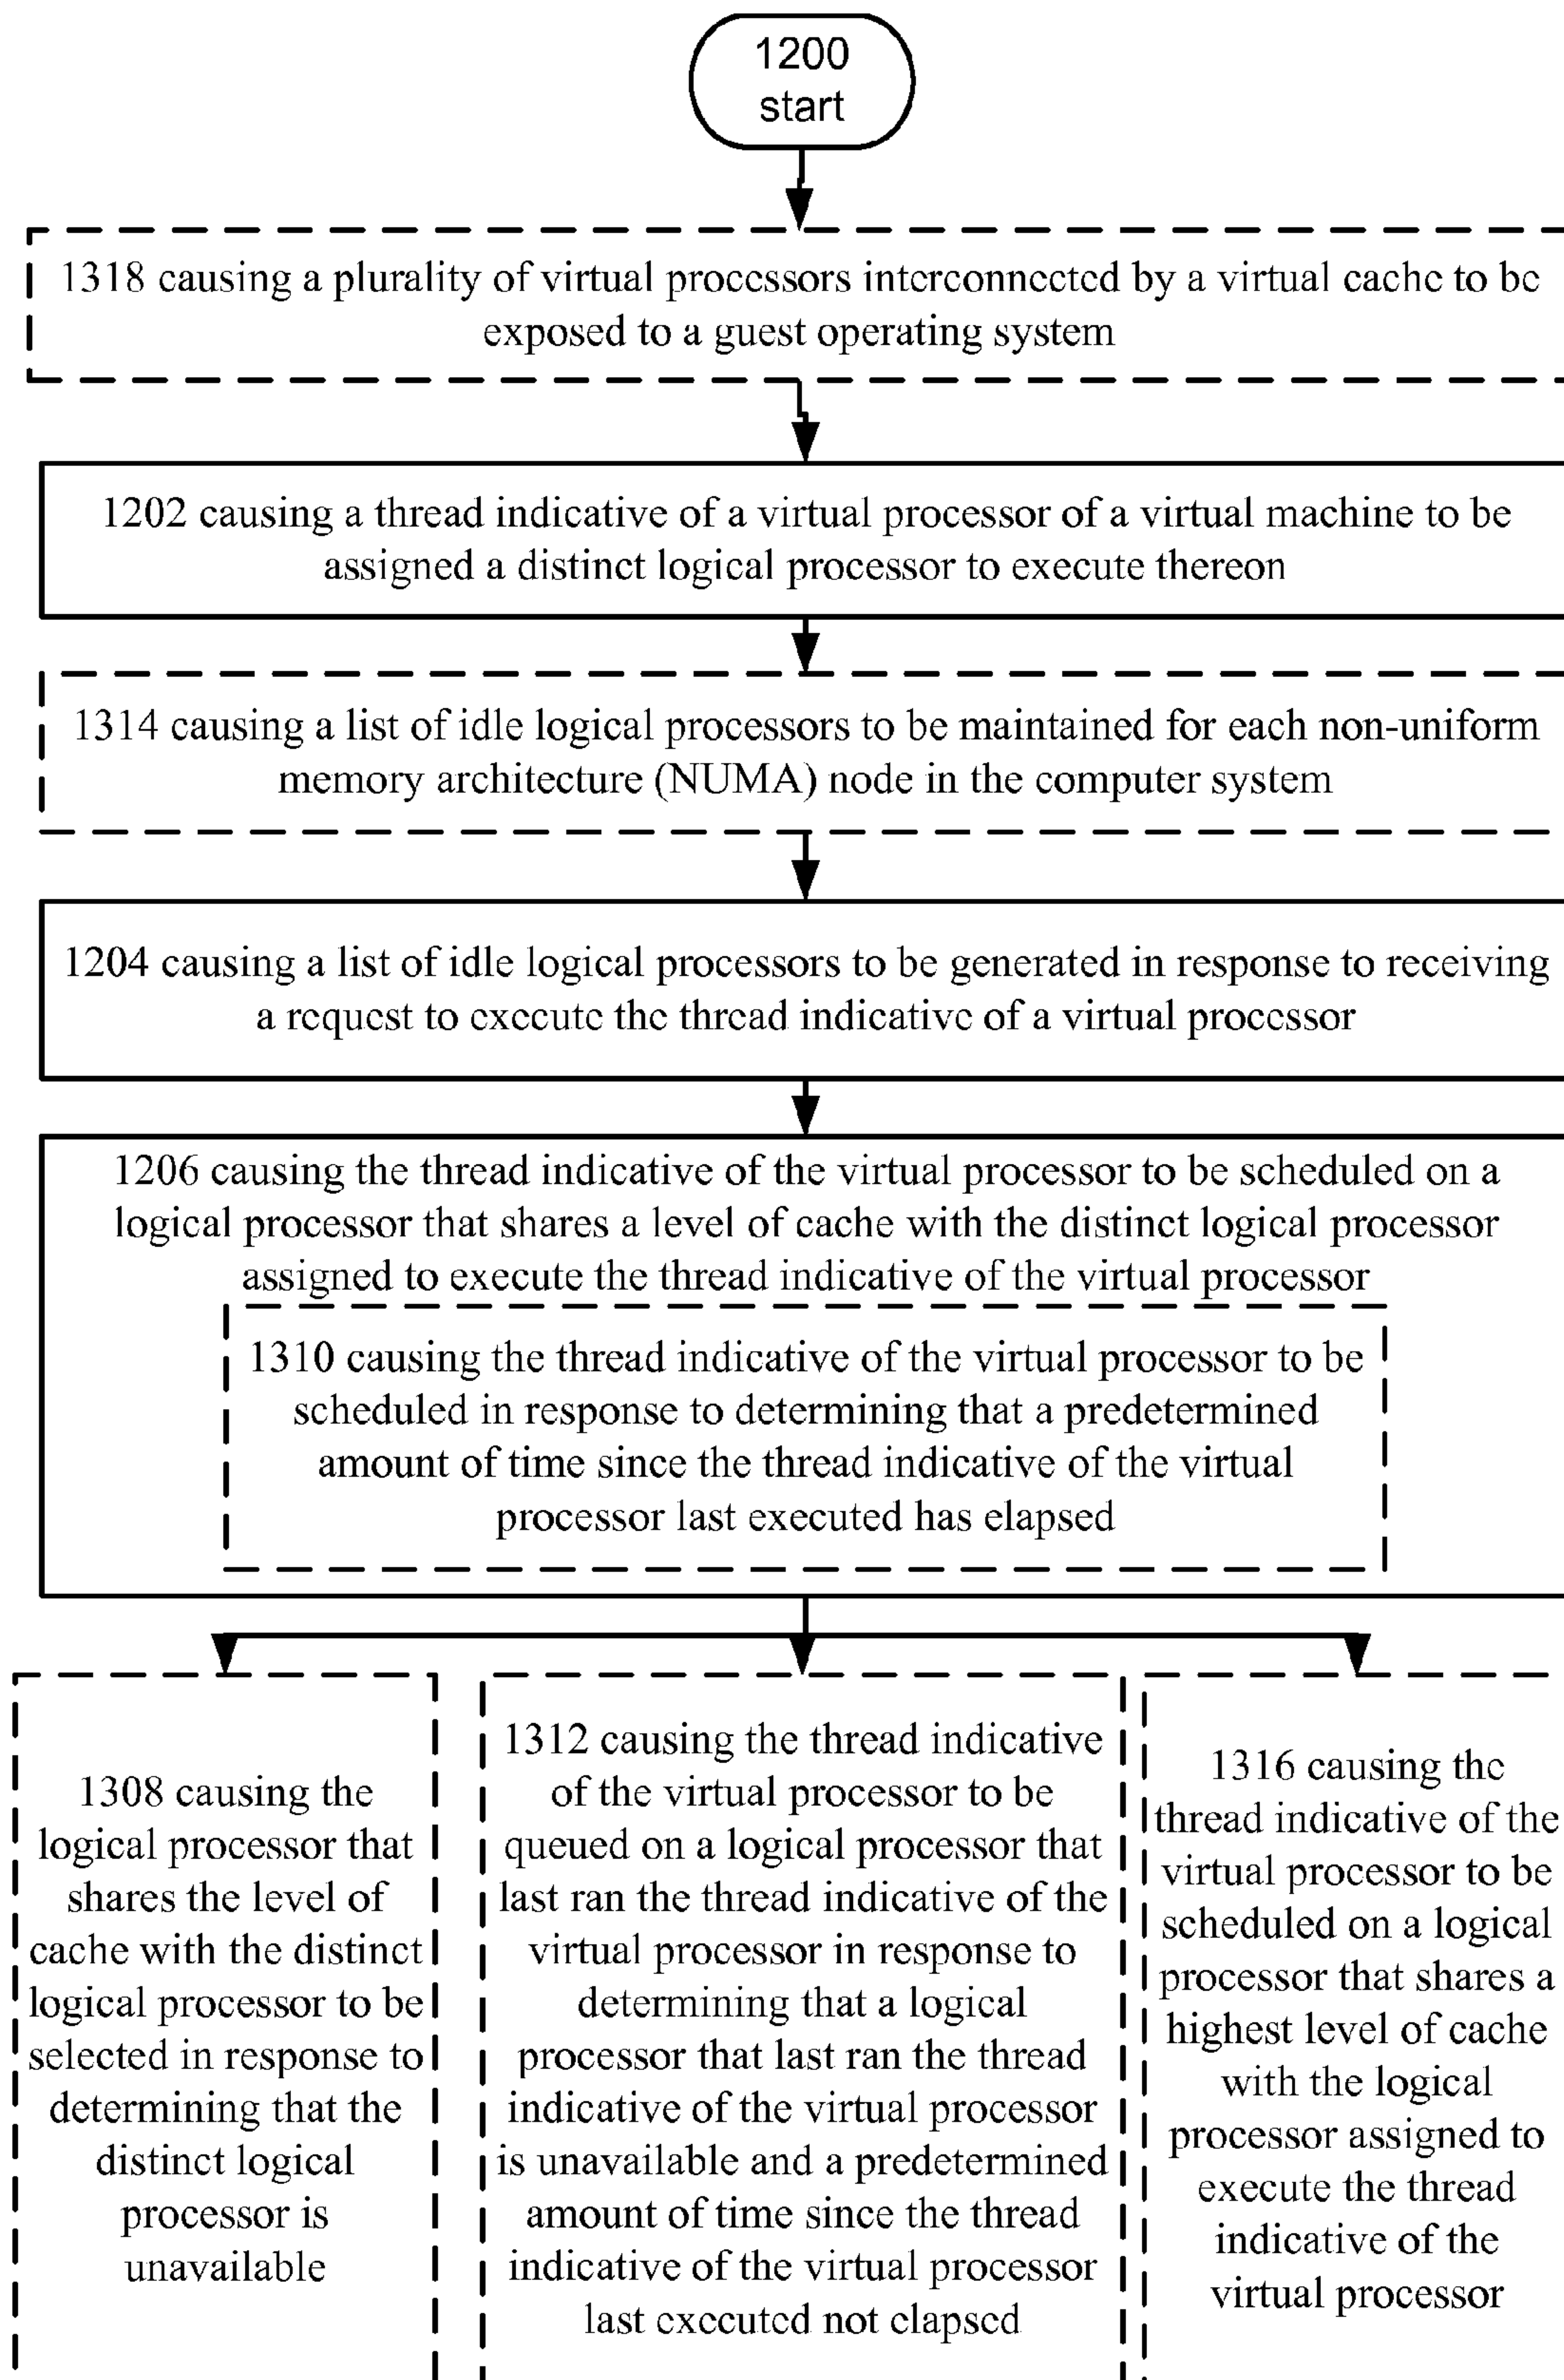 1200
start
1318 causing a plurality of virtual processors interconnected by a virtual cache to be
exposed to a guest operating system
1202 causing a thread indicative of a virtual processor of a virtual machine to be
assigned a distinct logical processor to execute thereon
1314 causing a list of idle logical processors to be maintained for each non-uniform
memory architecture (NUMA) node in the computer system
1204 causing a list of idle logical processors to be generated in response to receiving
a request to execute the thread indicative of a virtual processor
1206 causing the thread indicative of the virtual processor to be scheduled on a
logical processor that shares a level of cache with the distinct logical processor
assigned to execute the thread indicative of the virtual processor
1310 causing the thread indicative of the virtual processor to be
scheduled in response to determining that a predetermined
amount of time since the thread indicative of the virtual
processor last executed has elapsed
1308 causing the
logical processor that
shares the level of
cache with the distinct
logical processor to be
selected in response to
determining that the
distinct logical
processor is
unavailable
1312 causing the thread indicative
of the virtual processor to be
queued on a logical processor that
last ran the thread indicative of the
virtual processor in response to
determining that a logical
processor that last ran the thread
indicative of the virtual processor
is unavailable and a predetermined
amount of time since the thread
indicative of the virtual processor
last executed not elapsed
1316 causing the
thread indicative of the
virtual processor to be
scheduled on a logical
processor that shares a
highest level of cache
with the logical
processor assigned to
execute the thread
indicative of the
virtual processor